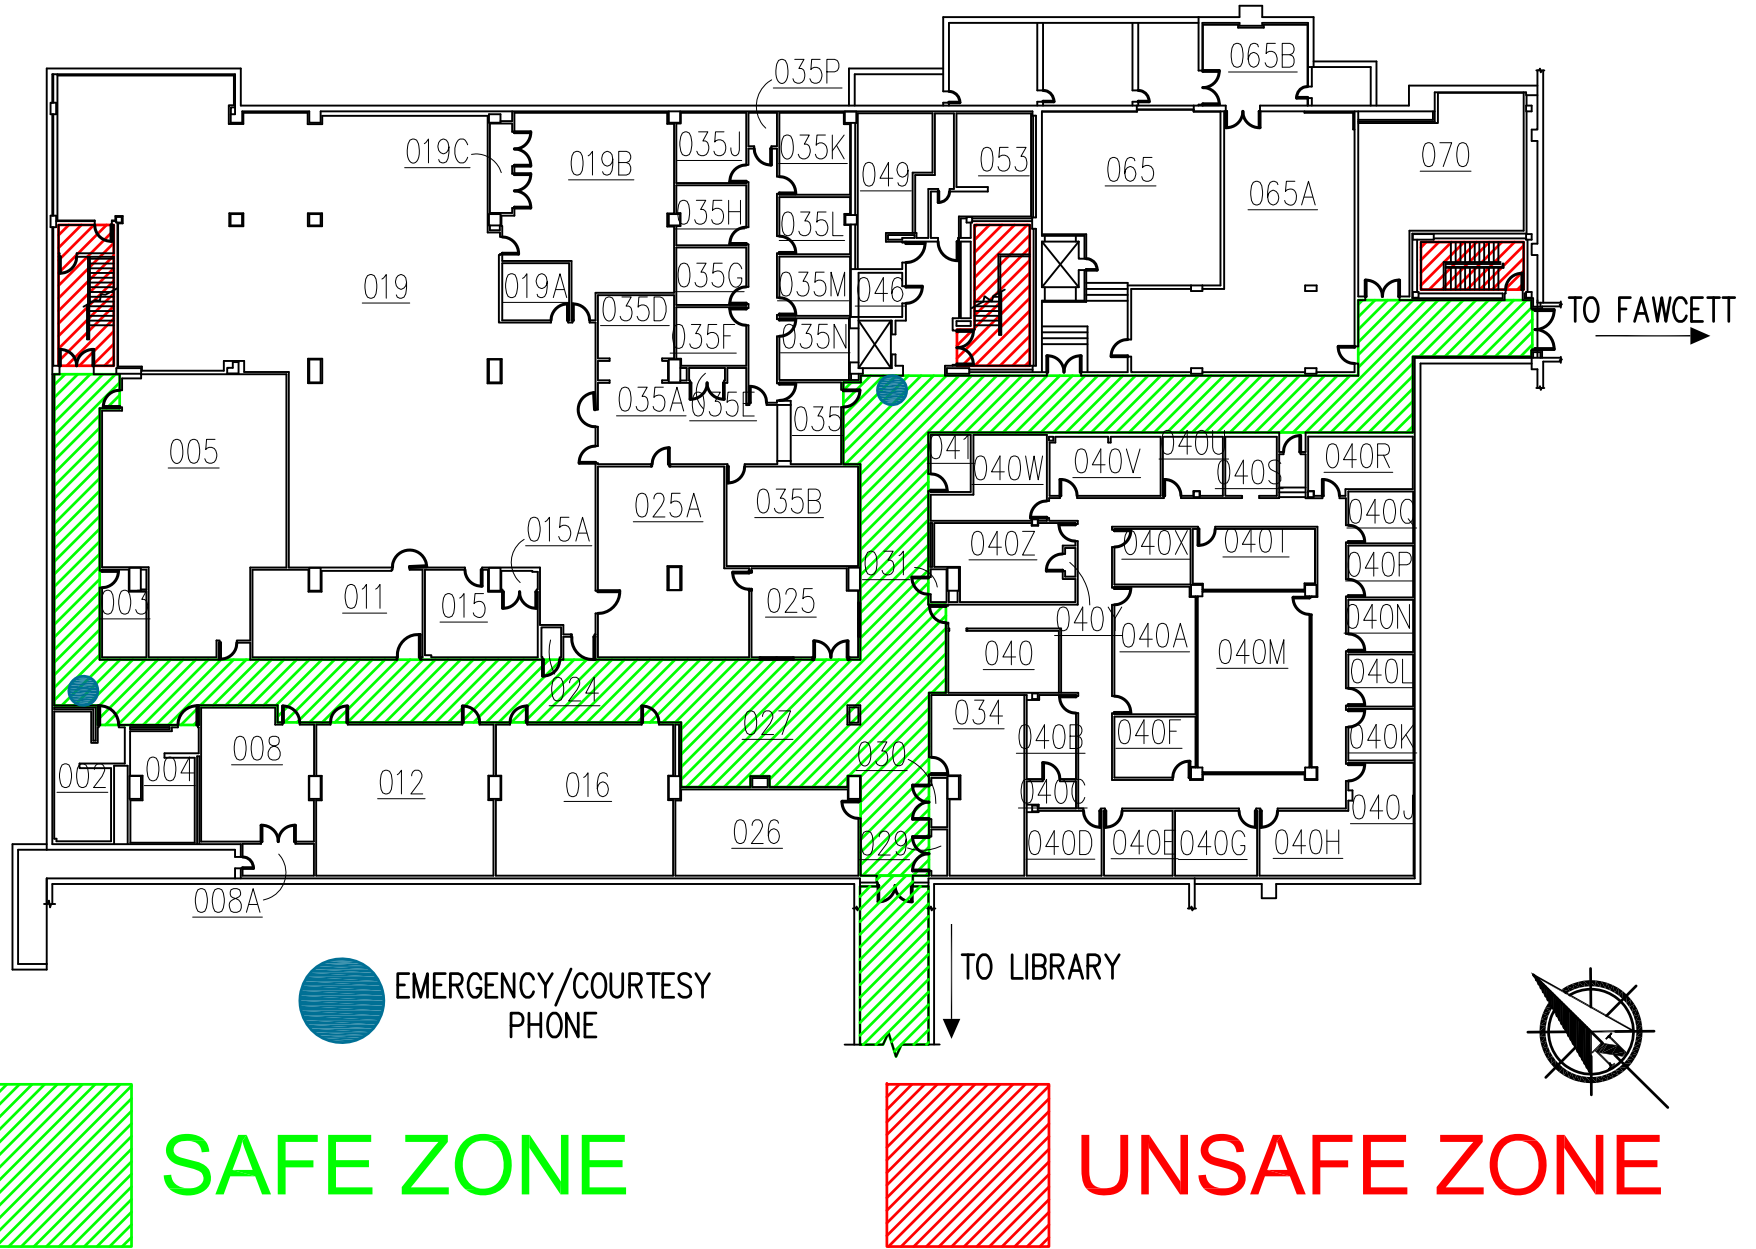 065B
035P
019C
019B
035J
035K
049
053
065
065A
070
035H
035L
019
019A
035G
035M
046
035D
035F
035N
TO FAWCETT
035A
035E
035
005
041
040W
040V
040U
040S
040R
025A
035B
015A
031
040Z
040X
040T
040Q
040P
003
011
015
025
040Y
040A
040N
040
040M
040L
024
027
034
040B
040F
040K
002
004
008
012
016
030
040C
040J
026
029
040D
040E
040G
040H
008A
TO LIBRARY
EMERGENCY/COURTESY
PHONE
SAFE ZONE
UNSAFE ZONE